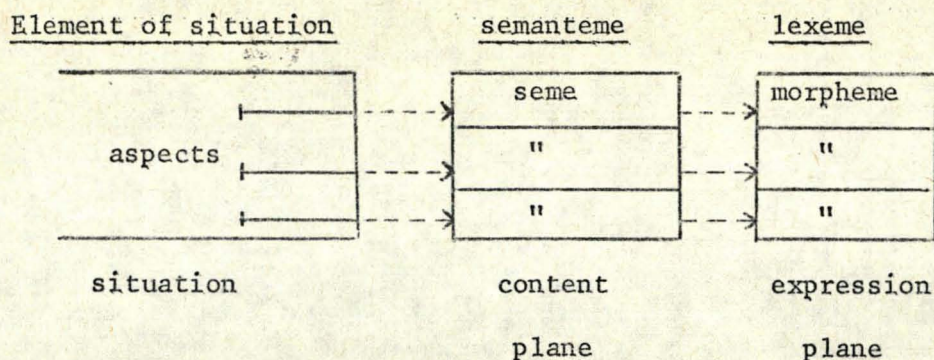 Element of situation semanteme lexeme
seme morpheme
aspects " "
" "
situation content expression
plane plane